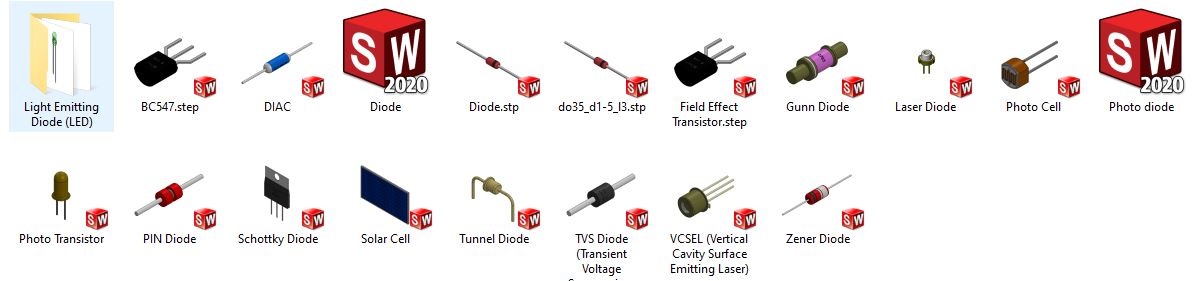 Light Emitting
Diode (LED)
BC547.step
DIAC
SW
2020
Diode
Diode.stp
do35_d1-5_l3.stp
Field Effect
Transistor.step
Gunn Diode
Laser Diode
Photo Cell
SW
2020
Photo diode
Photo Transistor
PIN Diode
Schottky Diode
Solar Cell
Tunnel Diode
TVS Diode
(Transient
Voltage
VCSEL (Vertical
Cavity Surface
Emitting Laser)
Zener Diode